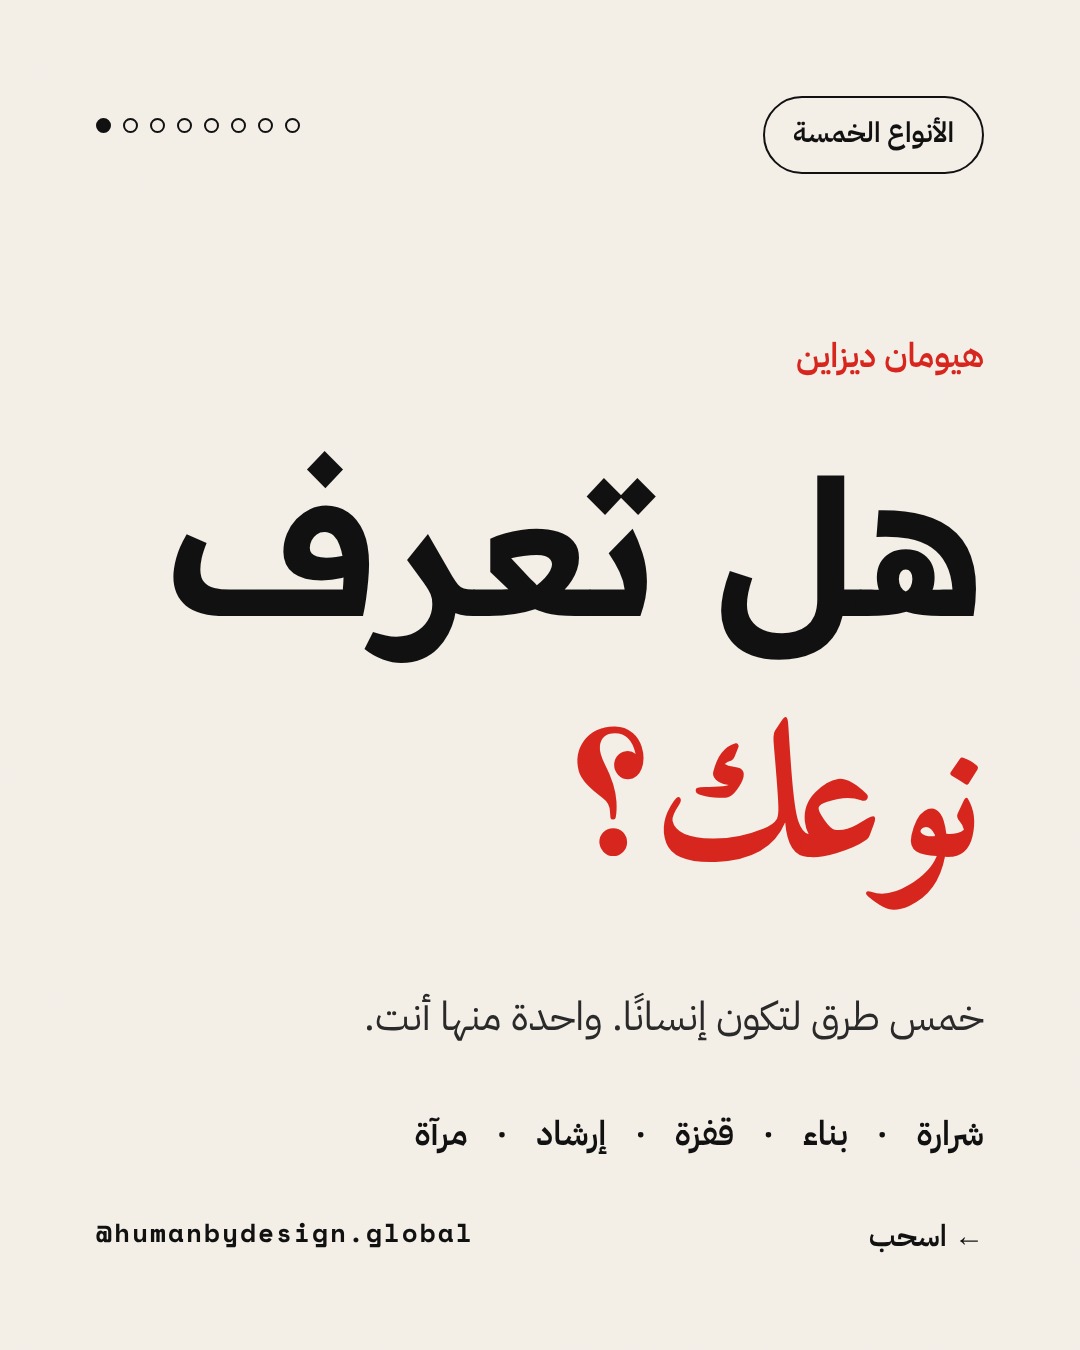 الأنواع الخمسة
هيومان ديزاين
هل تعرف
نوعك؟
خمس طرق لتكون إنسانًا. واحدة منها أنت.
شرارة · بناء · قفزة · إرشاد · مرآة
← اسحب
@humanbydesign.global